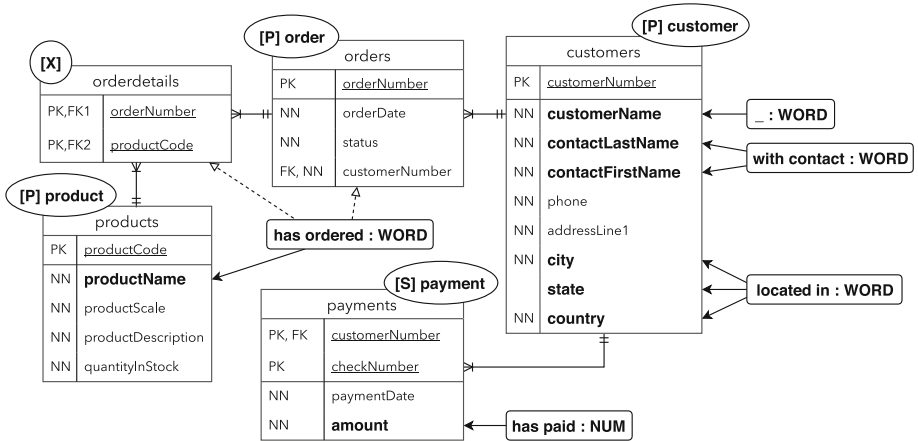 [P] customer
[P] order
[X]
orders
customers
orderdetails
PK orderNumber
PK customerNumber
PK,FK1 orderNumber
NN orderDate
NN customerName
_ : WORD
PK,FK2 productCode
NN status
NN contactLastName
with contact : WORD
FK, NN customerNumber
NN contactFirstName
[P] product
NN phone
products
has ordered : WORD
NN addressLine1
PK productCode
NN city
NN productName
[S] payment
state
located in : WORD
NN productScale
payments
NN country
NN productDescription
PK, FK customerNumber
NN quantityInStock
PK checkNumber
NN paymentDate
NN amount
has paid : NUM